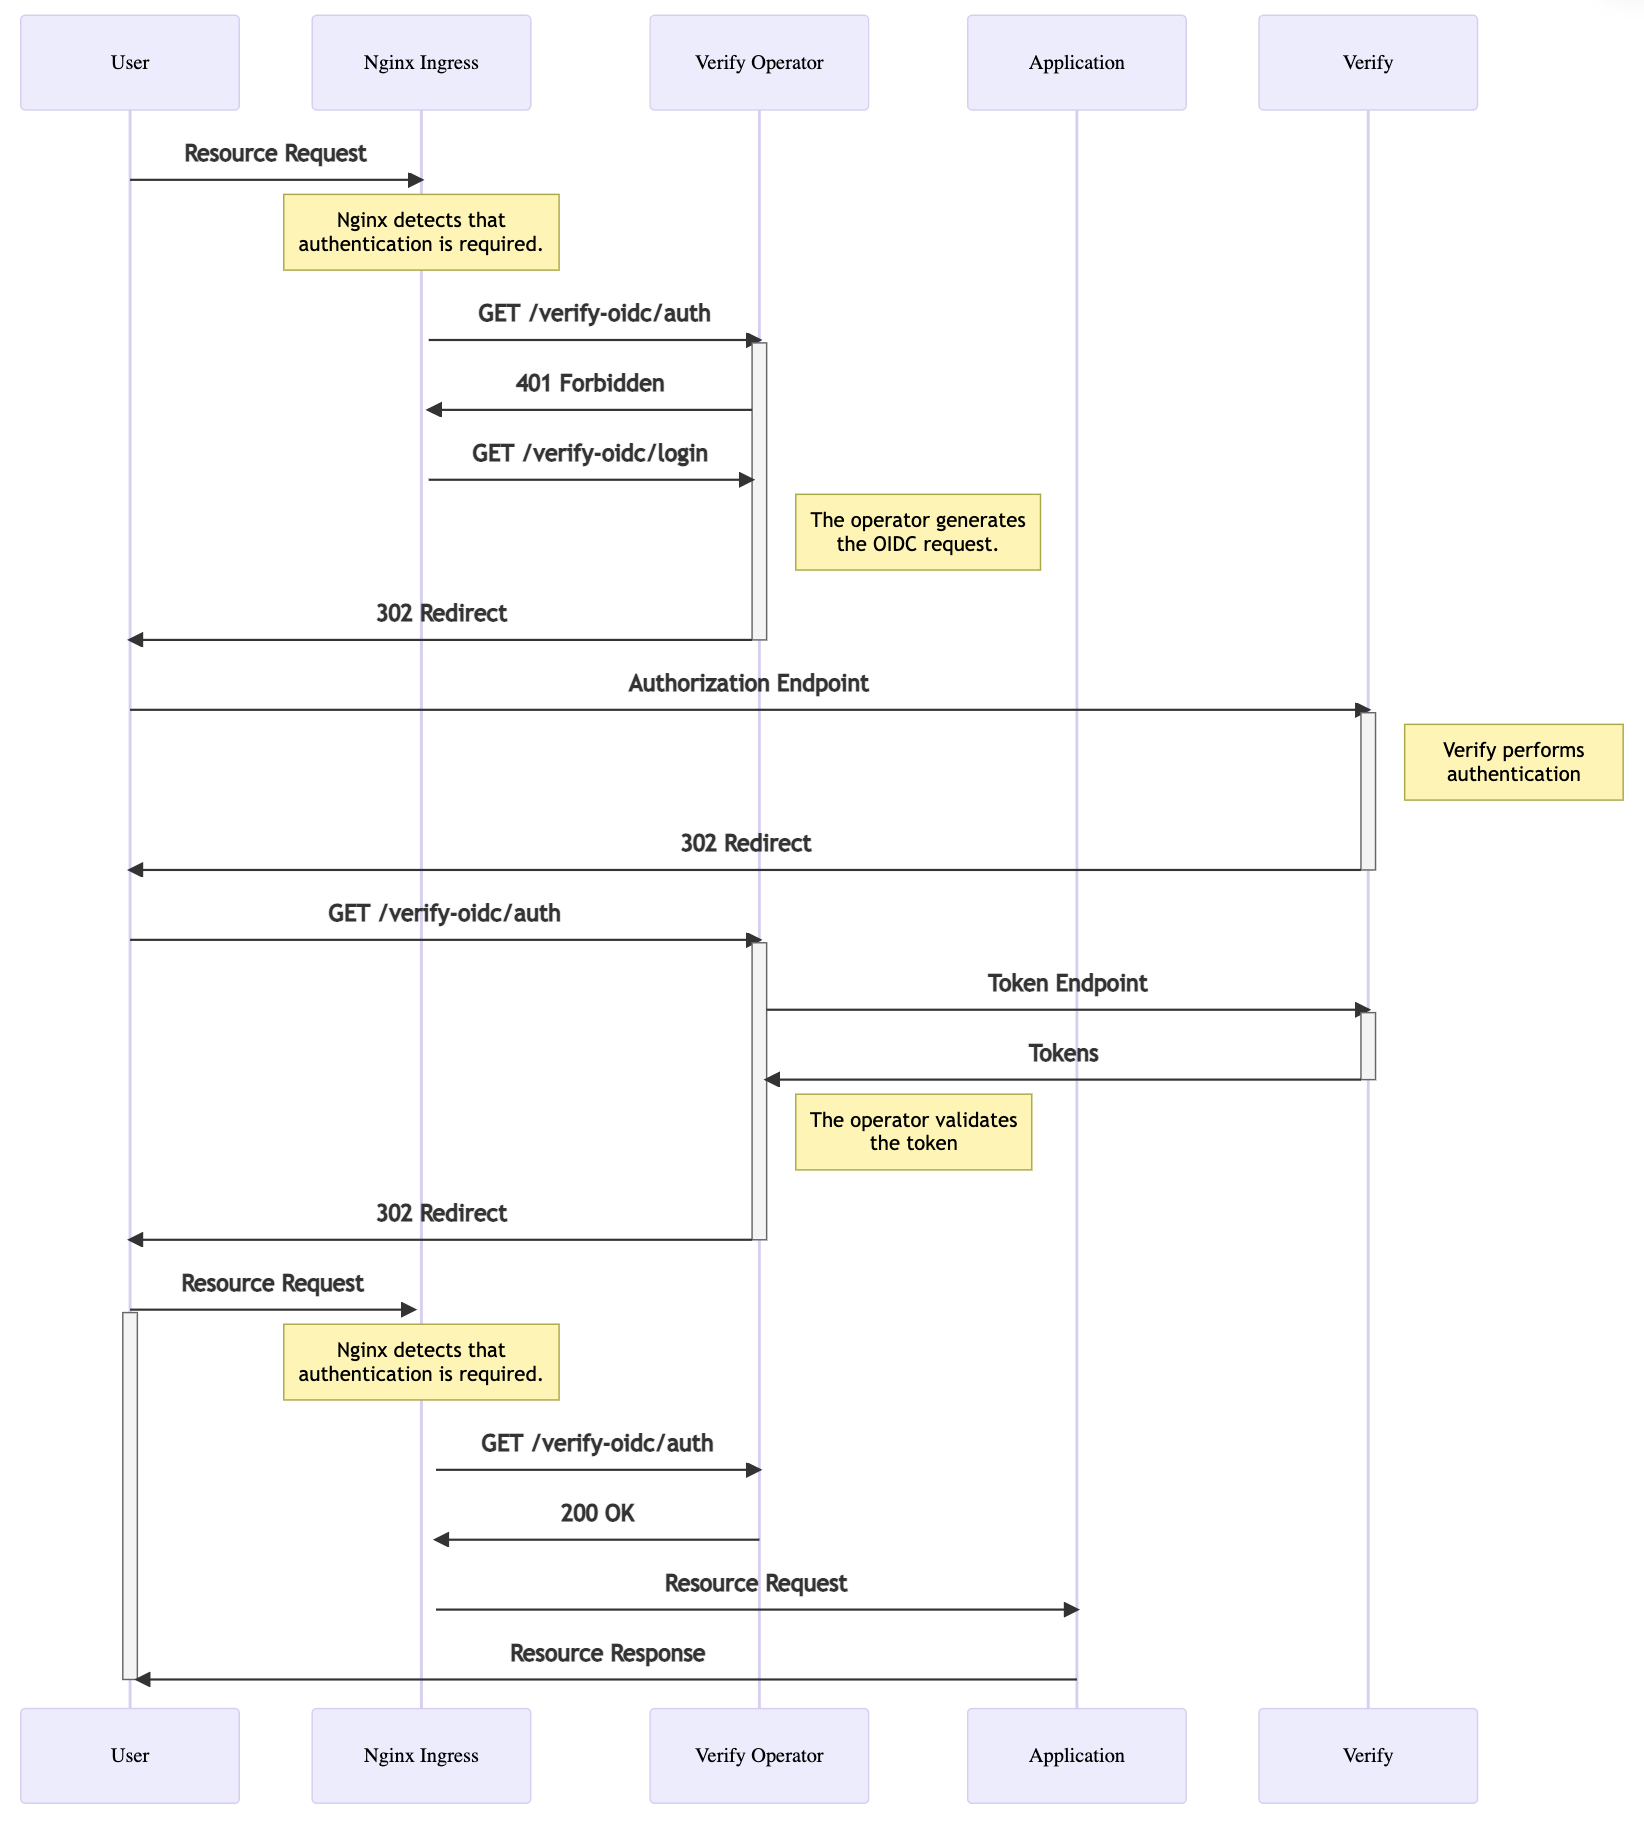 User
Nginx Ingress
Verify Operator
Application
Verify
Resource Request
Nginx detects that
authentication is required.
GET /verify-oidc/auth
401 Forbidden
GET /verify-oidc/login
The operator generates
the OIDC request.
302 Redirect
Authorization Endpoint
Verify performs
authentication
302 Redirect
GET /verify-oidc/auth
Token Endpoint
Tokens
The operator validates
the token
302 Redirect
Resource Request
Nginx detects that
authentication is required.
GET /verify-oidc/auth
200 OK
Resource Request
Resource Response
User
Nginx Ingress
Verify Operator
Application
Verify